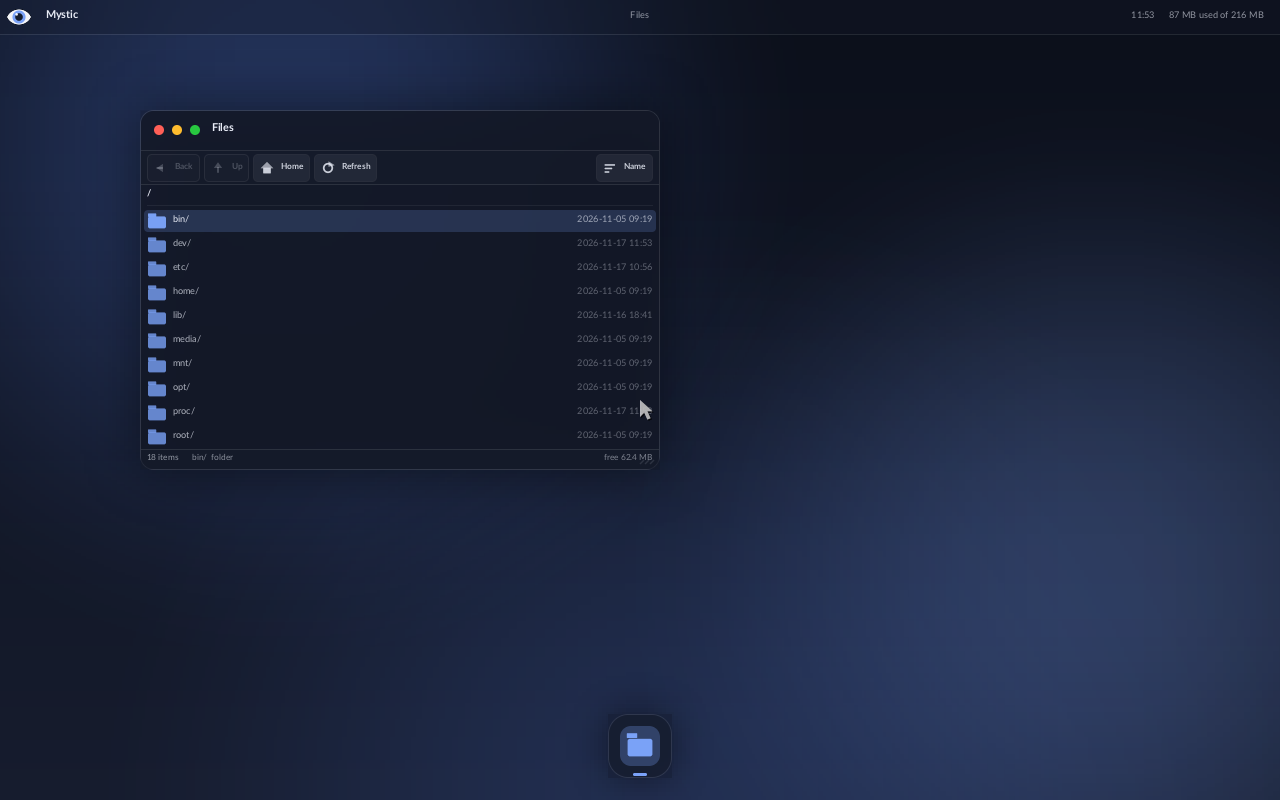 Mystic Files 11:53 87 MB used of 216 MB
Files
Back Up Home Refresh Name
/
bin/ 2026-11-05 09:19
dev/ 2026-11-17 11:53
etc/ 2026-11-17 10:56
home/ 2026-11-05 09:19
lib/ 2026-11-16 18:41
media/ 2026-11-05 09:19
mnt/ 2026-11-05 09:19
opt/ 2026-11-05 09:19
proc/ 2026-11-17
root/ 2026-11-05 09:19
18 items bin/ folder free 62.4 MB